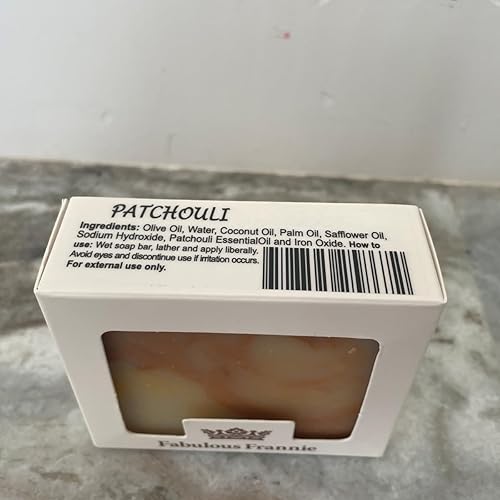 PATCHOULI
Ingredients: Olive Oil, Water, Coconut Oil, Palm Oil, Safflower Oil,
Sodium Hydroxide, Patchouli EssentialOil and Iron Oxide. How to
use: Wet soap bar, lather and apply liberally.
Avoid eyes and discontinue use if irritation occurs.
For external use only.
Fabulous Frannie